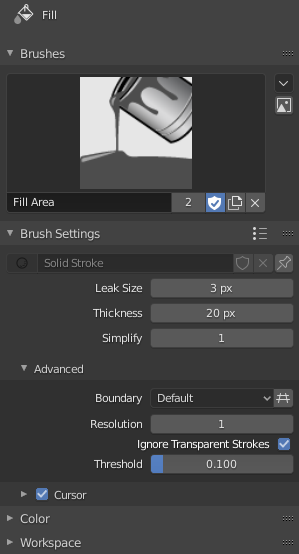 Fill
Brushes
Fill Area 2
Brush Settings
Solid Stroke
Leak Size 3 px
Thickness 20 px
Simplify 1
Advanced
Boundary Default
Resolution 1
Ignore Transparent Strokes
Threshold 0.100
Cursor
Color
Workspace